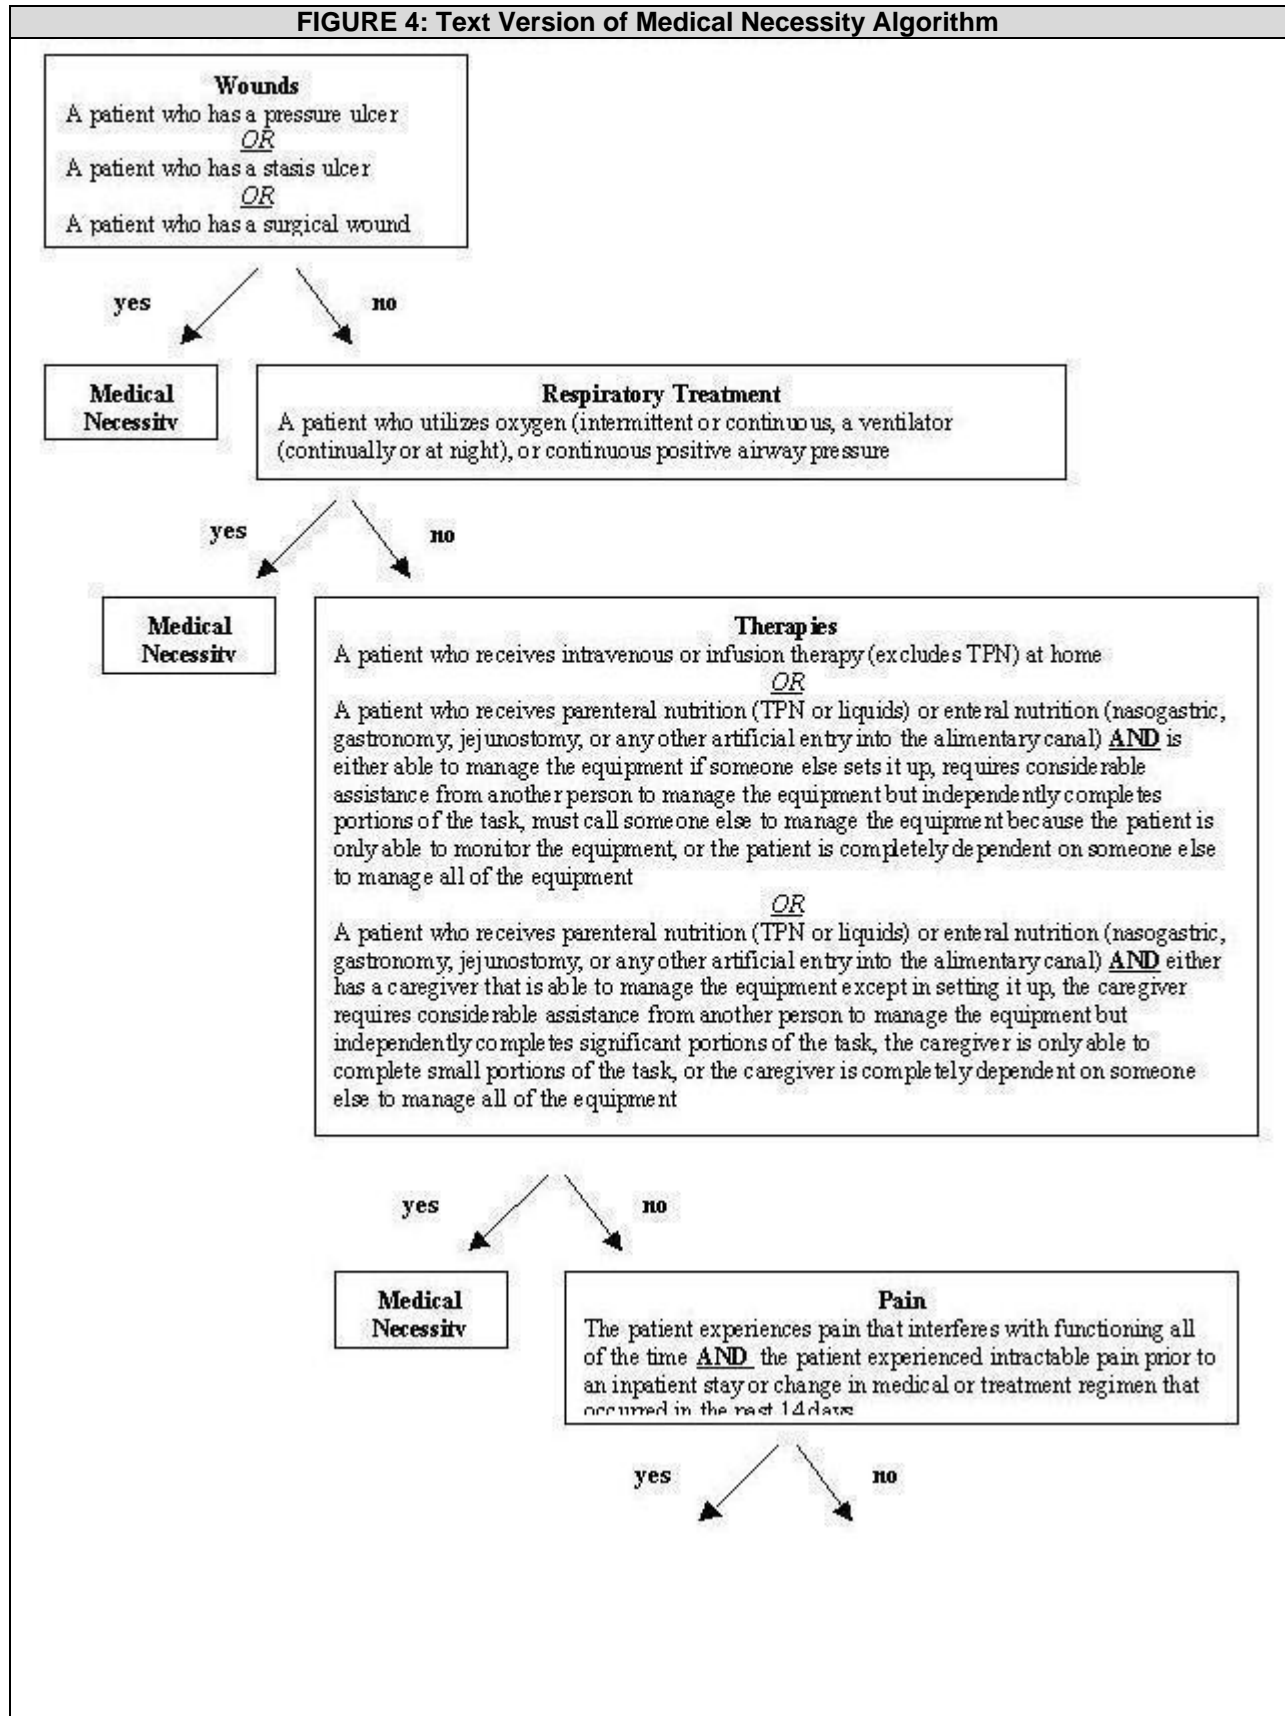 FIGURE 4: Text Version of Medical Necessity Algorithm
Wounds
A patient who has a pressure ulcer
OR
A patient who has a stasis ulcer
OR
A patient who has a surgical wound
yes
no
Medical
Necessity
Respiratory Treatment
A patient who utilizes oxygen (intermittent or continuous, a ventilator
(continually or at night), or continuous positive airway pressure
yes
no
Medical
Necessity
Therapies
A patient who receives intravenous or infusion therapy (excludes TPN) at home
OR
A patient who receives parenteral nutrition (TPN or liquids) or enteral nutrition (nasogastric,
gastronomy, jejunostomy, or any other artificial entry into the alimentary canal) AND is
either able to manage the equipment if someone else sets it up, requires considerable
assistance from another person to manage the equipment but independently completes
portions of the task, must call someone else to manage the equipment because the patient is
only able to monitor the equipment, or the patient is completely dependent on someone else
to manage all of the equipment
OR
A patient who receives parenteral nutrition (TPN or liquids) or enteral nutrition (nasogastric,
gastronomy, jejunostomy, or any other artificial entry into the alimentary canal) AND either
has a caregiver that is able to manage the equipment except in setting it up, the caregiver
requires considerable assistance from another person to manage the equipment but
independently completes significant portions of the task, the caregiver is only able to
complete small portions of the task, or the caregiver is completely dependent on someone
else to manage all of the equipment
yes
no
Medical
Necessity
Pain
The patient experiences pain that interferes with functioning all
of the time AND the patient experienced intractable pain prior to
an inpatient stay or change in medical or treatment regimen that
occurred in the past 14 days
yes
no